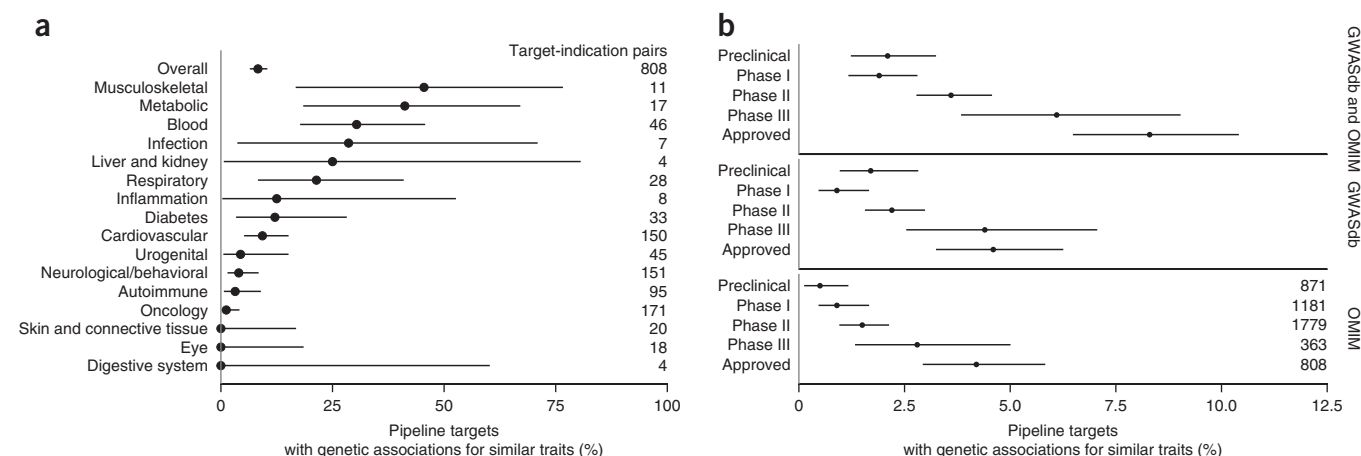 a
Target-indication pairs
Overall 808
Musculoskeletal 11
Metabolic 17
Blood 46
Infection 7
Liver and kidney 4
Respiratory 28
Inflammation 8
Diabetes 33
Cardiovascular 150
Urogenital 45
Neurological/behavioral 151
Autoimmune 95
Oncology 171
Skin and connective tissue 20
Eye 18
Digestive system 4
0 25 50 75 100
Pipeline targets
with genetic associations for similar traits (%)
b
Preclinical
Phase I
Phase II
Phase III
Approved
GWASdb and OMIM
Preclinical
Phase I
Phase II
Phase III
Approved
GWASdb
Preclinical 871
Phase I 1181
Phase II 1779
Phase III 363
Approved 808
OMIM
0 2.5 5.0 7.5 10.0 12.5
Pipeline targets
with genetic associations for similar traits (%)